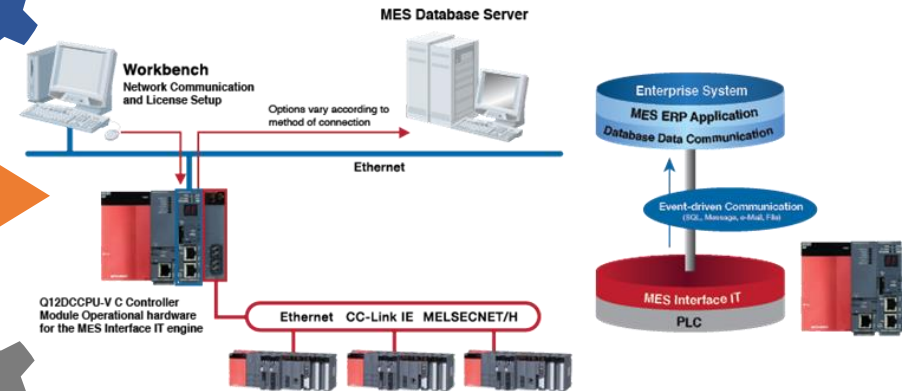 MES Database Server
Workbench
Network Communication
and License Setup
Options vary according to
method of connection
Ethernet
Q12DCCPU-V C Controller
Module Operational hardware
for the MES Interface IT engine
Ethernet CC-Link IE MELSECNET/H
Enterprise System
MES ERP Application
Database Data Communication
Event-driven Communication
(SQL, Message, e-Mail, File)
MES Interface IT
PLC